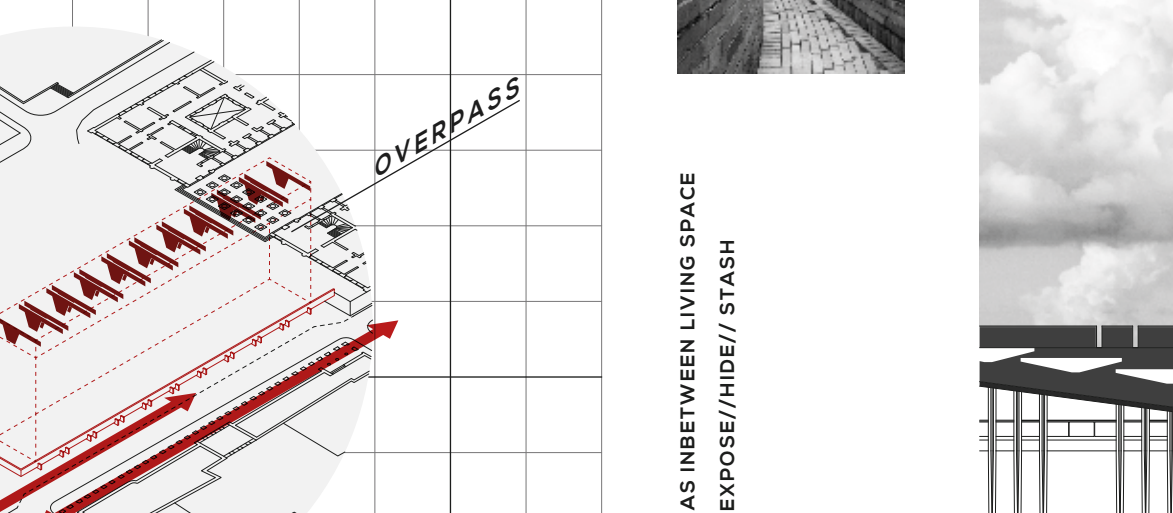 OVERPASS
AS INBETWEEN LIVING SPACE
EXPOSE//HIDE// STASH